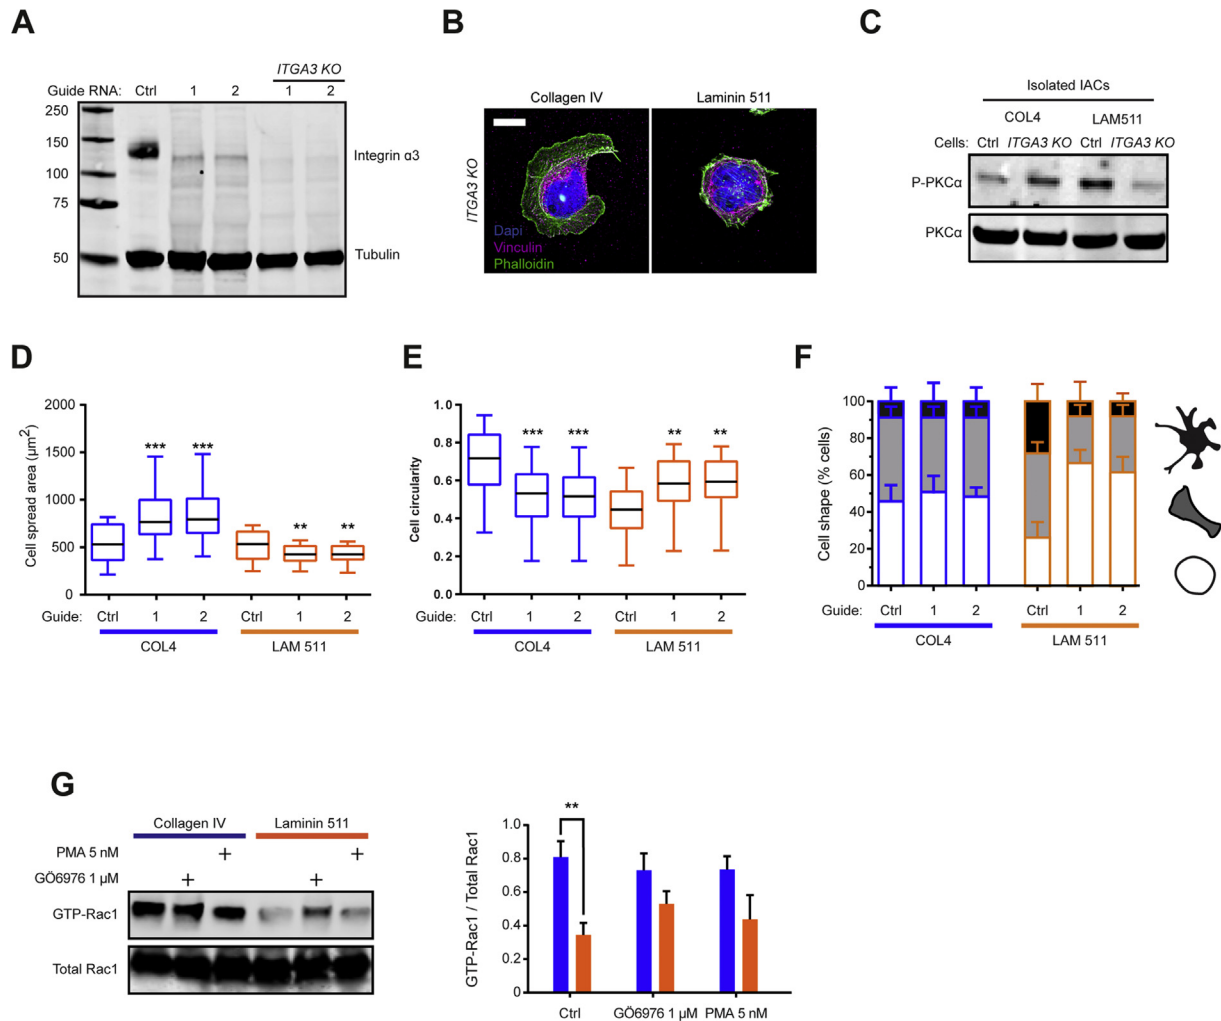 A
ITGA3 KO
Guide RNA: Ctrl 1 2 1 2
250
150
100
75
50
Integrin α3
Tubulin
B
Collagen IV Laminin 511
ITGA3 KO
Dapi
Vinculin
Phalloidin
C
Isolated IACs
COL4 LAM511
Cells: Ctrl ITGA3 KO Ctrl ITGA3 KO
P-PKCα
PKCα
D
Cell spread area (μm2)
2000
1500
1000
500
0
*** *** ** **
Guide: Ctrl 1 2 Ctrl 1 2
COL4 LAM 511
E
Cell circularity
1.0
0.8
0.6
0.4
0.2
0.0
*** *** ** **
Guide: Ctrl 1 2 Ctrl 1 2
COL4 LAM 511
F
Cell shape (% cells)
100
80
60
40
20
0
Guide: Ctrl 1 2 Ctrl 1 2
COL4 LAM 511
G
Collagen IV Laminin 511
PMA 5 nM + +
GÖ6976 1 μM + +
GTP-Rac1
Total Rac1
GTP-Rac1 / Total Rac1
1.0
0.8
0.6
0.4
0.2
0
**
Ctrl GÖ6976 1 μM PMA 5 nM